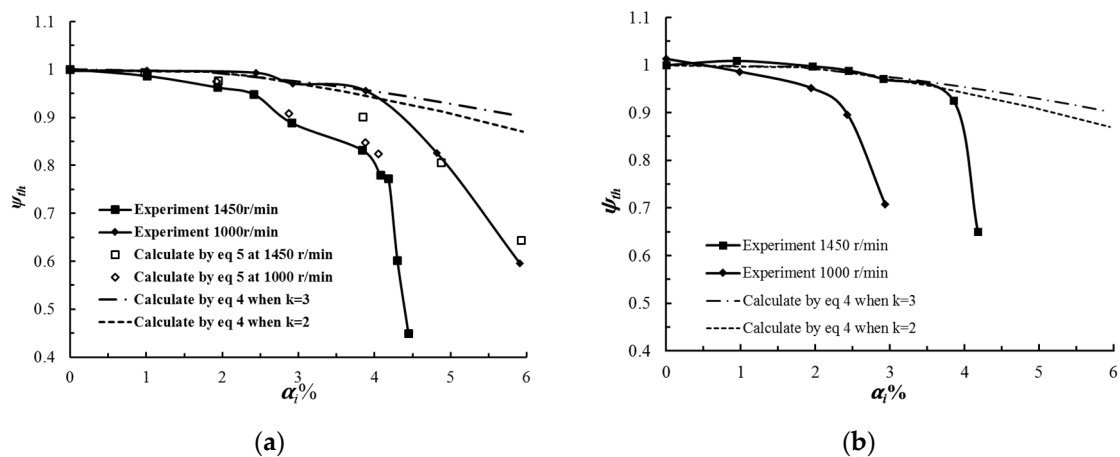 1.1
1
0.9
0.8
0.7
0.6
0.5
0.4
ψth
Experiment 1450r/min
Experiment 1000r/min
Calculate by eq 5 at 1450 r/min
Calculate by eq 5 at 1000 r/min
Calculate by eq 4 when k=3
Calculate by eq 4 when k=2
0 1 2 3 4 5 6
αi%
(a)
1.1
1
0.9
0.8
0.7
0.6
0.5
0.4
ψth
Experiment 1450 r/min
Experiment 1000 r/min
Calculate by eq 4 when k=3
Calculate by eq 4 when k=2
0 1 2 3 4 5 6
αi%
(b)